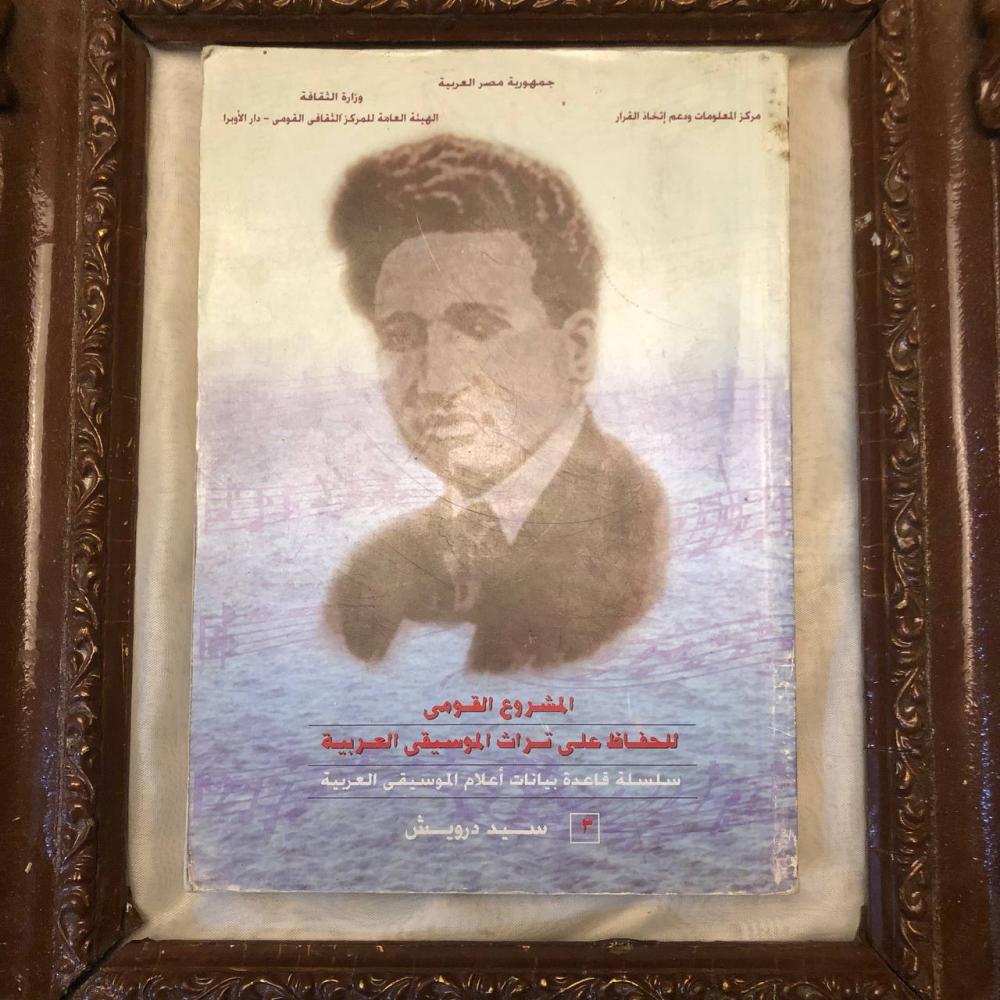 جمهورية مصر العربية
وزارة الثقافة
مركز المعلومات ودعم إتخاذ القرار
الهيئة العامة للمركز الثقافى القومى - دار الأوبرا
المشروع القومى
للحفاظ على تراث الموسيقى العربية
سلسلة قاعدة بيانات أعلام الموسيقى العربية
٣ سيد درويش